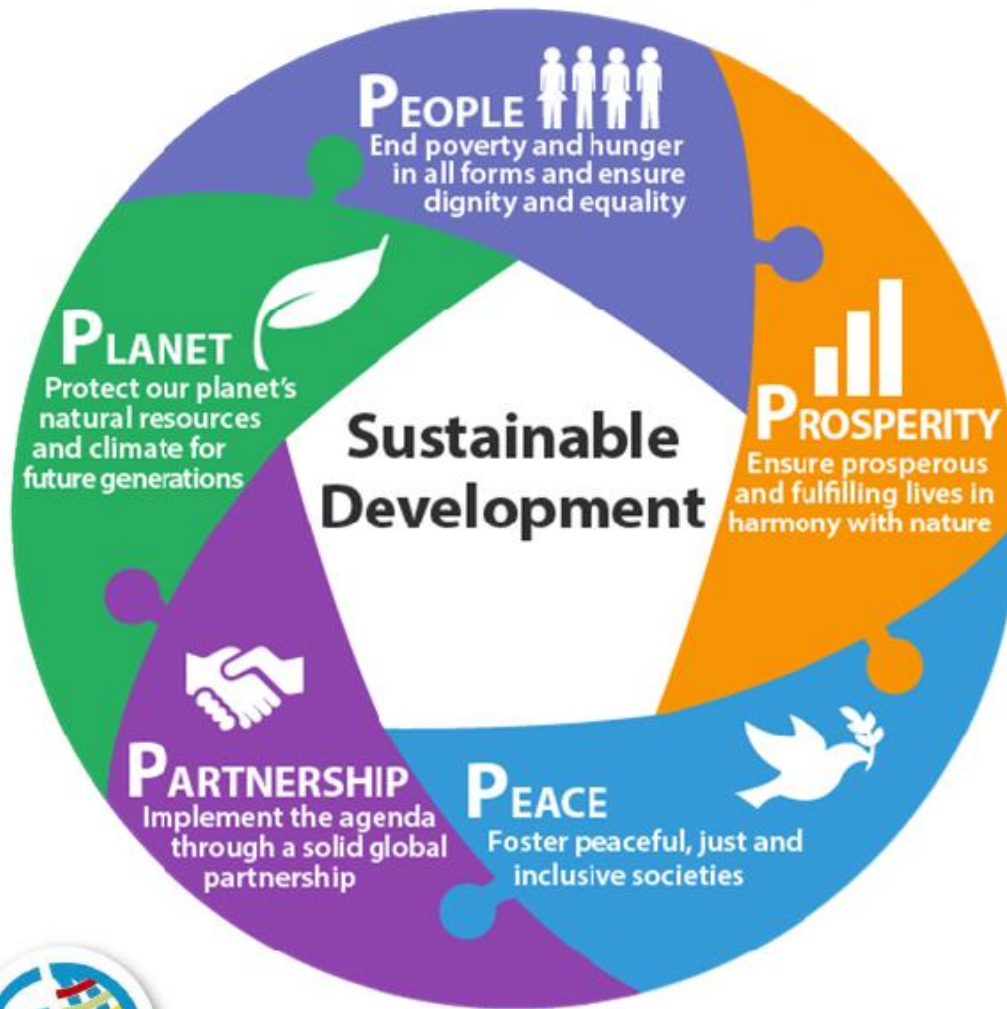 PEOPLE
End poverty and hunger
in all forms and ensure
dignity and equality
PROSPERITY
Ensure prosperous
and fulfilling lives in
harmony with nature
PEACE
Foster peaceful, just and
inclusive societies
PARTNERSHIP
Implement the agenda
through a solid global
partnership
PLANET
Protect our planet's
natural resources
and climate for
future generations
Sustainable
Development